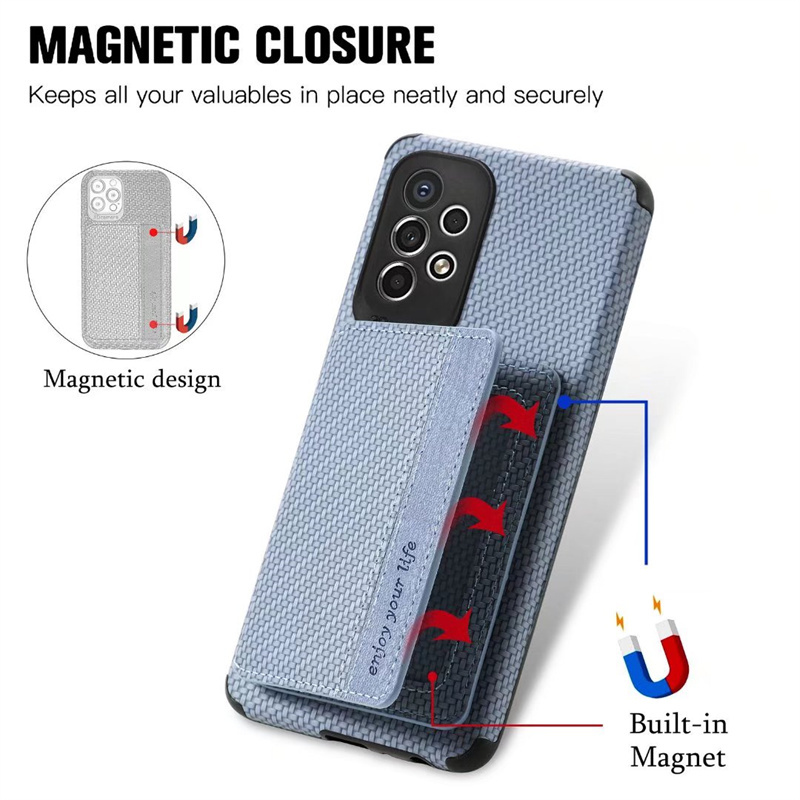 MAGNETIC CLOSURE
Keeps all your valuables in place neatly and securely
Magnetic design
enjoy your life
Built-in
Magnet